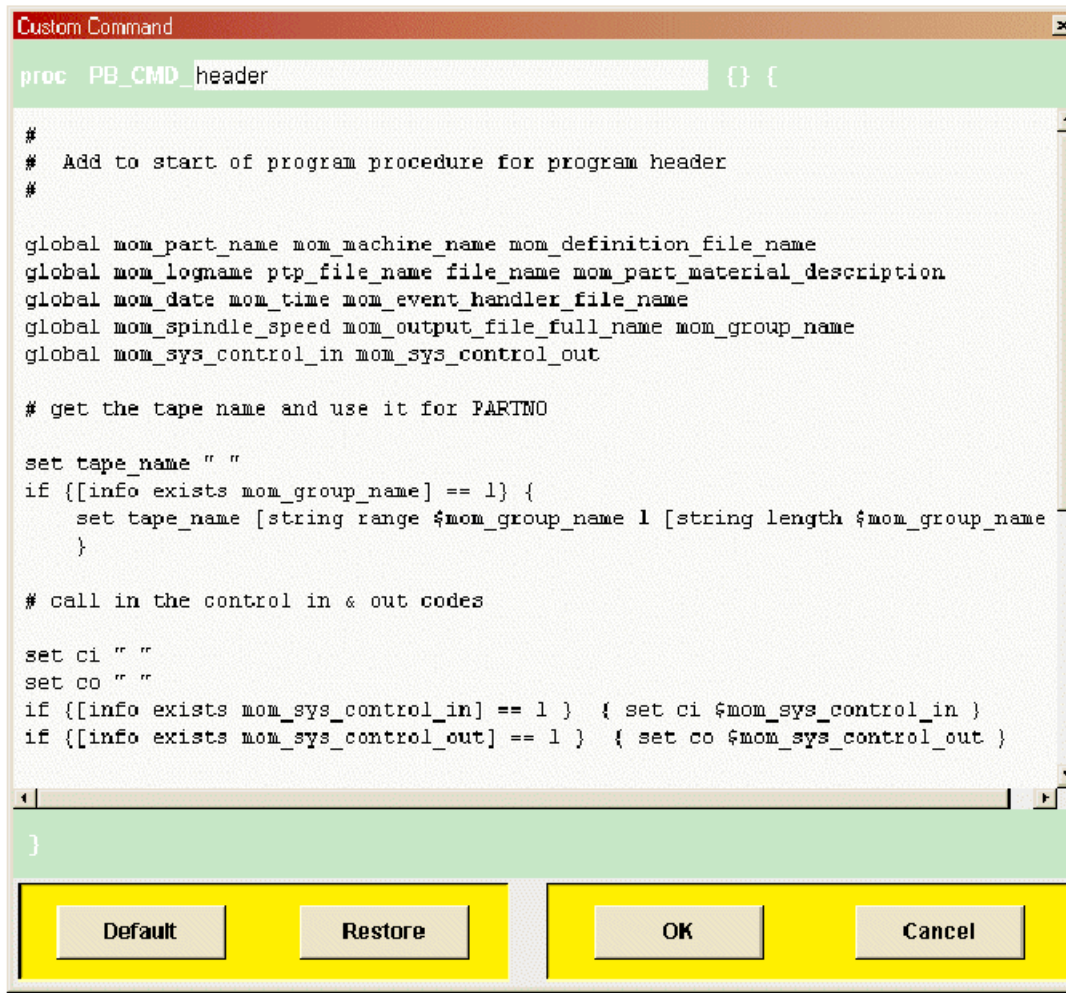 Custom Command
proc PB_CMD_header {} {
#
# Add to start of program procedure for program header
#
global mom_part_name mom_machine_name mom_definition_file_name
global mom_logname ptp_file_name file_name mom_part_material_description
global mom_date mom_time mom_event_handler_file_name
global mom_spindle_speed mom_output_file_full_name mom_group_name
global mom_sys_control_in mom_sys_control_out
# get the tape name and use it for PARTNO
set tape_name " "
if {[info exists mom_group_name] == 1} {
    set tape_name [string range $mom_group_name 1 [string length $mom_group_name
    }
# call in the control in & out codes
set ci " "
set co " "
if {[info exists mom_sys_control_in] == 1 }  { set ci $mom_sys_control_in }
if {[info exists mom_sys_control_out] == 1 }  { set co $mom_sys_control_out }
}
Default Restore OK Cancel